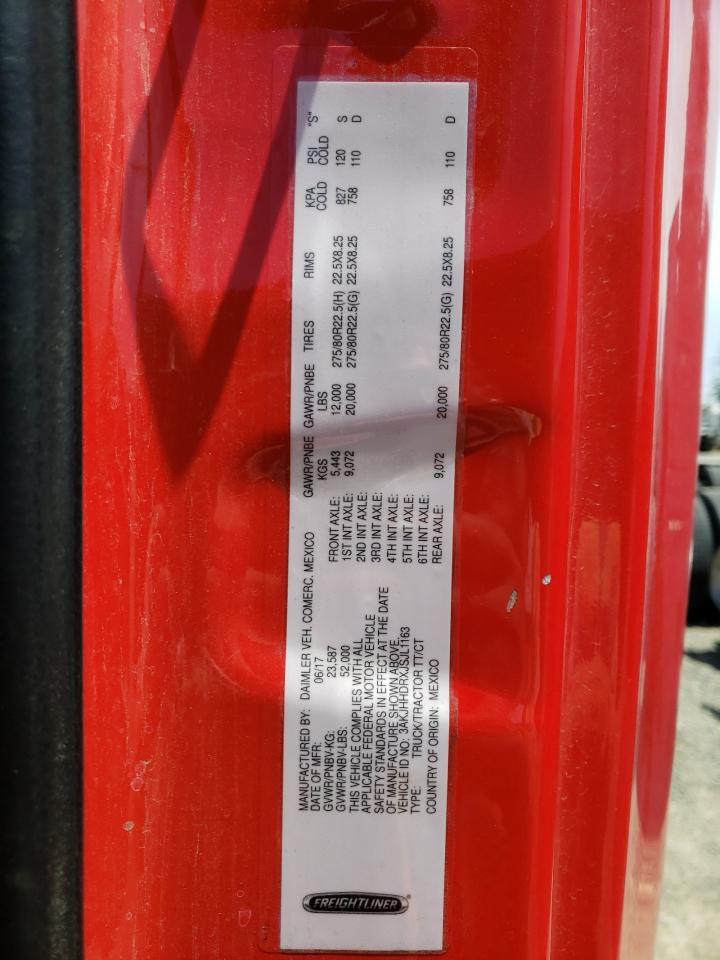 FREIGHTLINER
MANUFACTURED BY: DAIMLER VEH. COMERC. MEXICO
DATE OF MFR: 06/17
GVWR/PNBV-KG: 23,587
GVWR/PNBV-LBS: 52,000
THIS VEHICLE COMPLIES WITH ALL
APPLICABLE FEDERAL MOTOR VEHICLE
SAFETY STANDARDS IN EFFECT AT THE DATE
OF MANUFACTURE SHOWN ABOVE.
VEHICLE ID NO: 3AKJHHDRXJSJL1163
TYPE: TRUCK/TRACTOR TT/CT
COUNTRY OF ORIGIN: MEXICO
GAWR/PNBE GAWR/PNBE TIRES RIMS KPA PSI "S"
KGS LBS COLD COLD
FRONT AXLE: 5,443 12,000 275/80R22.5(H) 22.5X8.25 827 120 S
1ST INT AXLE: 9,072 20,000 275/80R22.5(G) 22.5X8.25 758 110 D
2ND INT AXLE:
3RD INT AXLE:
4TH INT AXLE:
5TH INT AXLE:
6TH INT AXLE:
REAR AXLE: 9,072 20,000 275/80R22.5(G) 22.5X8.25 758 110 D